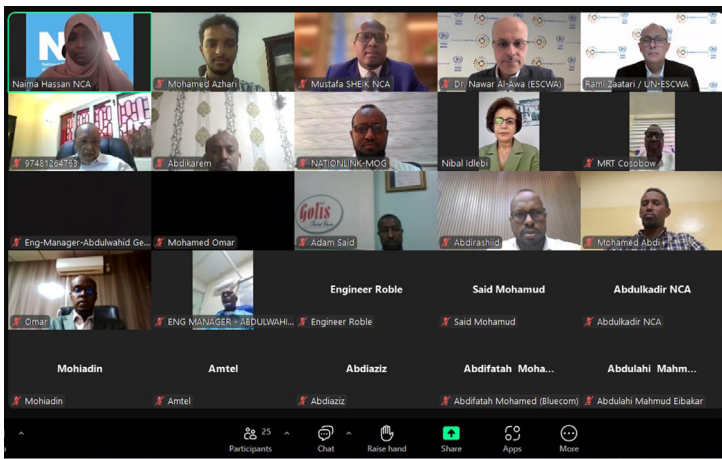 NCA
Naima Hassan NCA
Mohamed Azhari
Mustafa SHEIK NCA
Dr. Nawar Al-Awa (ESCWA)
Rami Zaatari / UN-ESCWA
97481264763
Abdikarem
NATIONLINK-MOG
Nibal Idlebi
MRT Cosobow
Eng-Manager-Abdulwahid Ge...
Mohamed Omar
Golis
Adam Said
Abdirashiid
Mohamed Abdi
Omar
ENG MANAGER - ABDULWAHI...
Engineer Roble
Engineer Roble
Said Mohamud
Said Mohamud
Abdulkadir NCA
Abdulkadir NCA
Mohiadin
Mohiadin
Amtel
Amtel
Abdiaziz
Abdiaziz
Abdifatah Moha...
Abdifatah Mohamed (Bluecom)
Abdulahi Mahm...
Abdulahi Mahmud Eibakar
25
Participants
Chat
Raise hand
Share
Apps
More